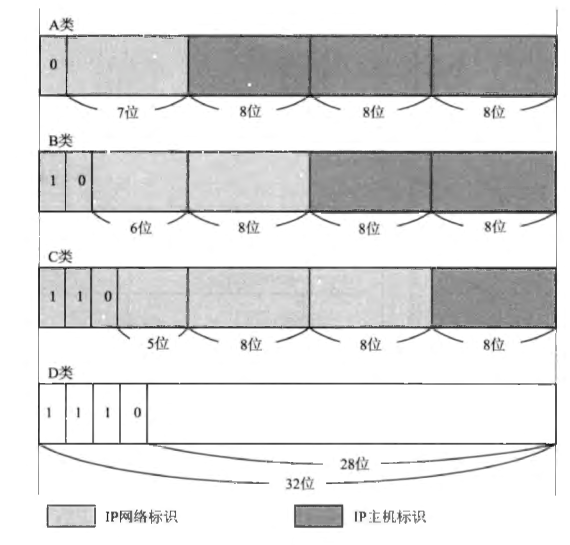 A类
0
7位 8位 8位 8位
B类
1 0
6位 8位 8位 8位
C类
1 1 0
5位 8位 8位 8位
D类
1 1 1 0
28位
32位
IP网络标识 IP主机标识